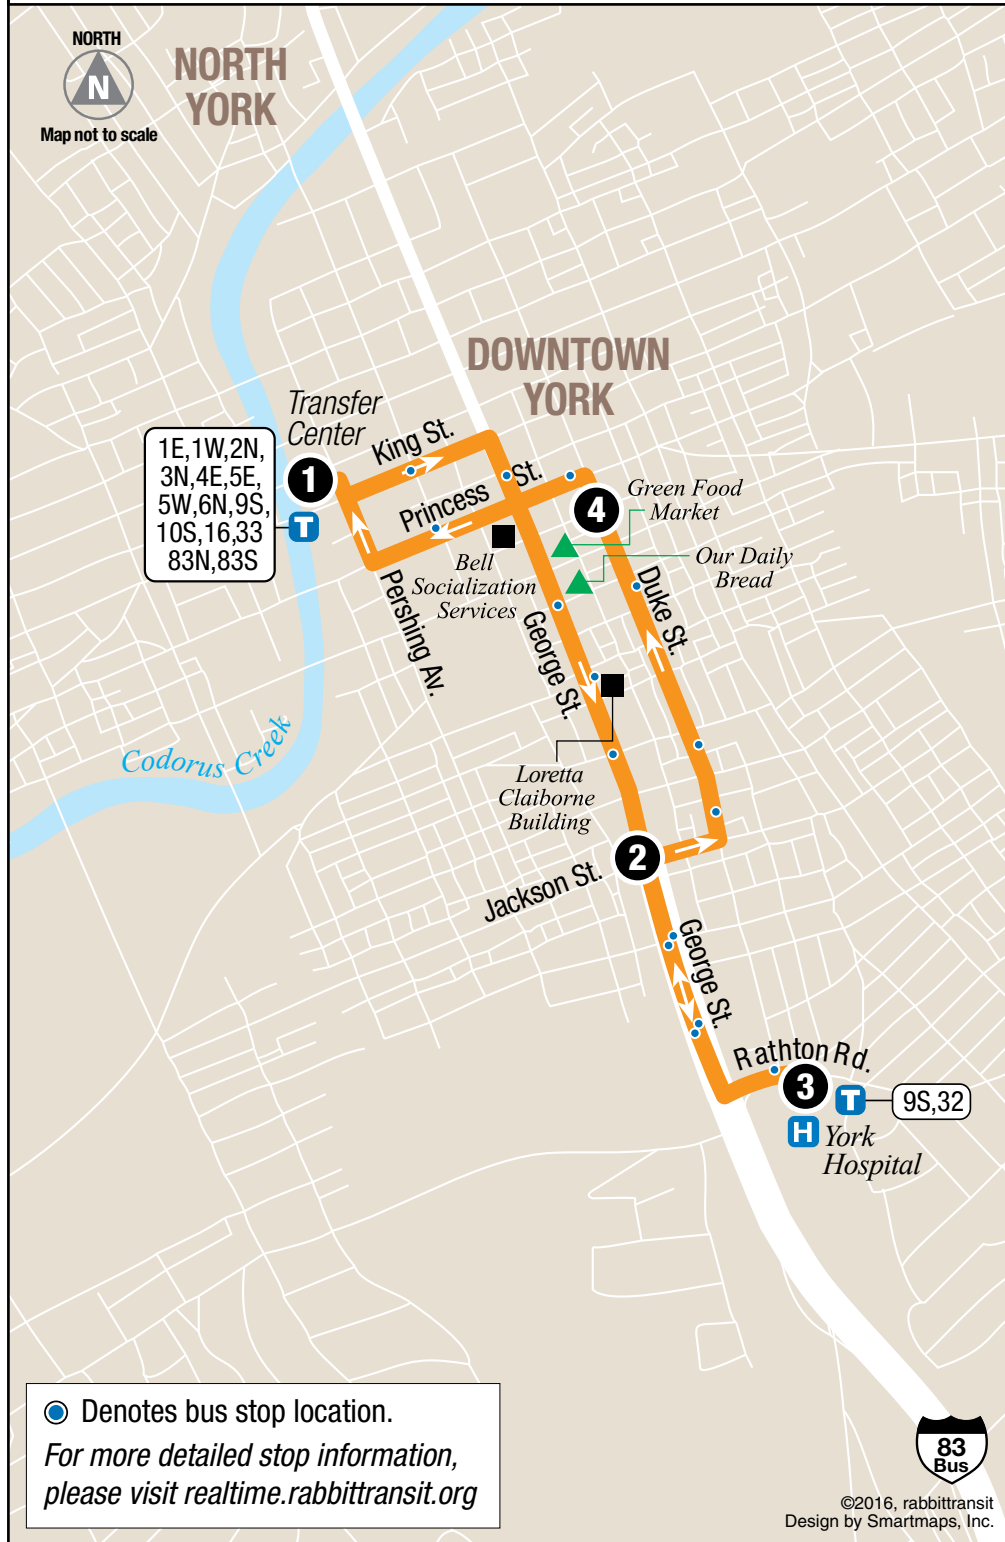 NORTH
N
Map not to scale
NORTH
YORK
DOWNTOWN
YORK
Transfer
Center
1E,1W,2N,
3N,4E,5E,
5W,6N,9S,
10S,16,33
83N,83S
1
T
King St.
Princess St.
4
Green Food
Market
Our Daily
Bread
Bell
Socialization
Services
Pershing Av.
George St.
Duke St.
Codorus Creek
Loretta
Claiborne
Building
2
Jackson St.
George St.
Rathton Rd.
3
T
9S,32
H
York
Hospital
Denotes bus stop location.
For more detailed stop information,
please visit realtime.rabbittransit.org
83
Bus
©2016, rabbittransit
Design by Smartmaps, Inc.